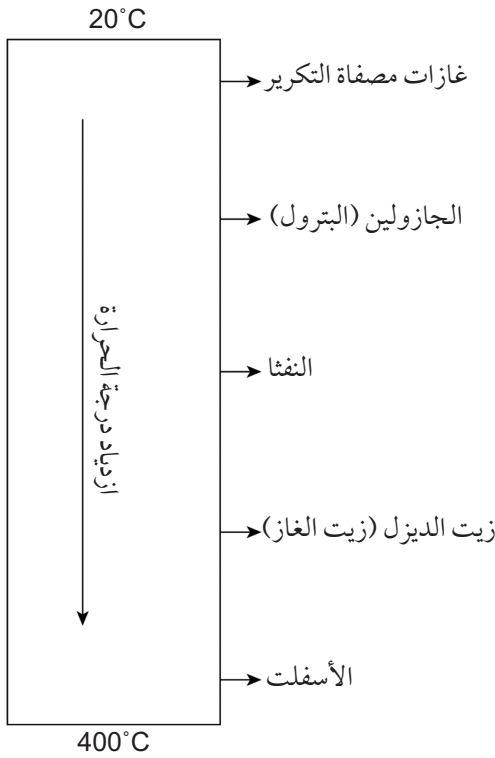 20˚C
غازات مصفاة التكرير
الجازولين (البترول)
النفثا
ازدياد درجة الحرارة
زيت الديزل (زيت الغاز)
الأسفلت
400˚C